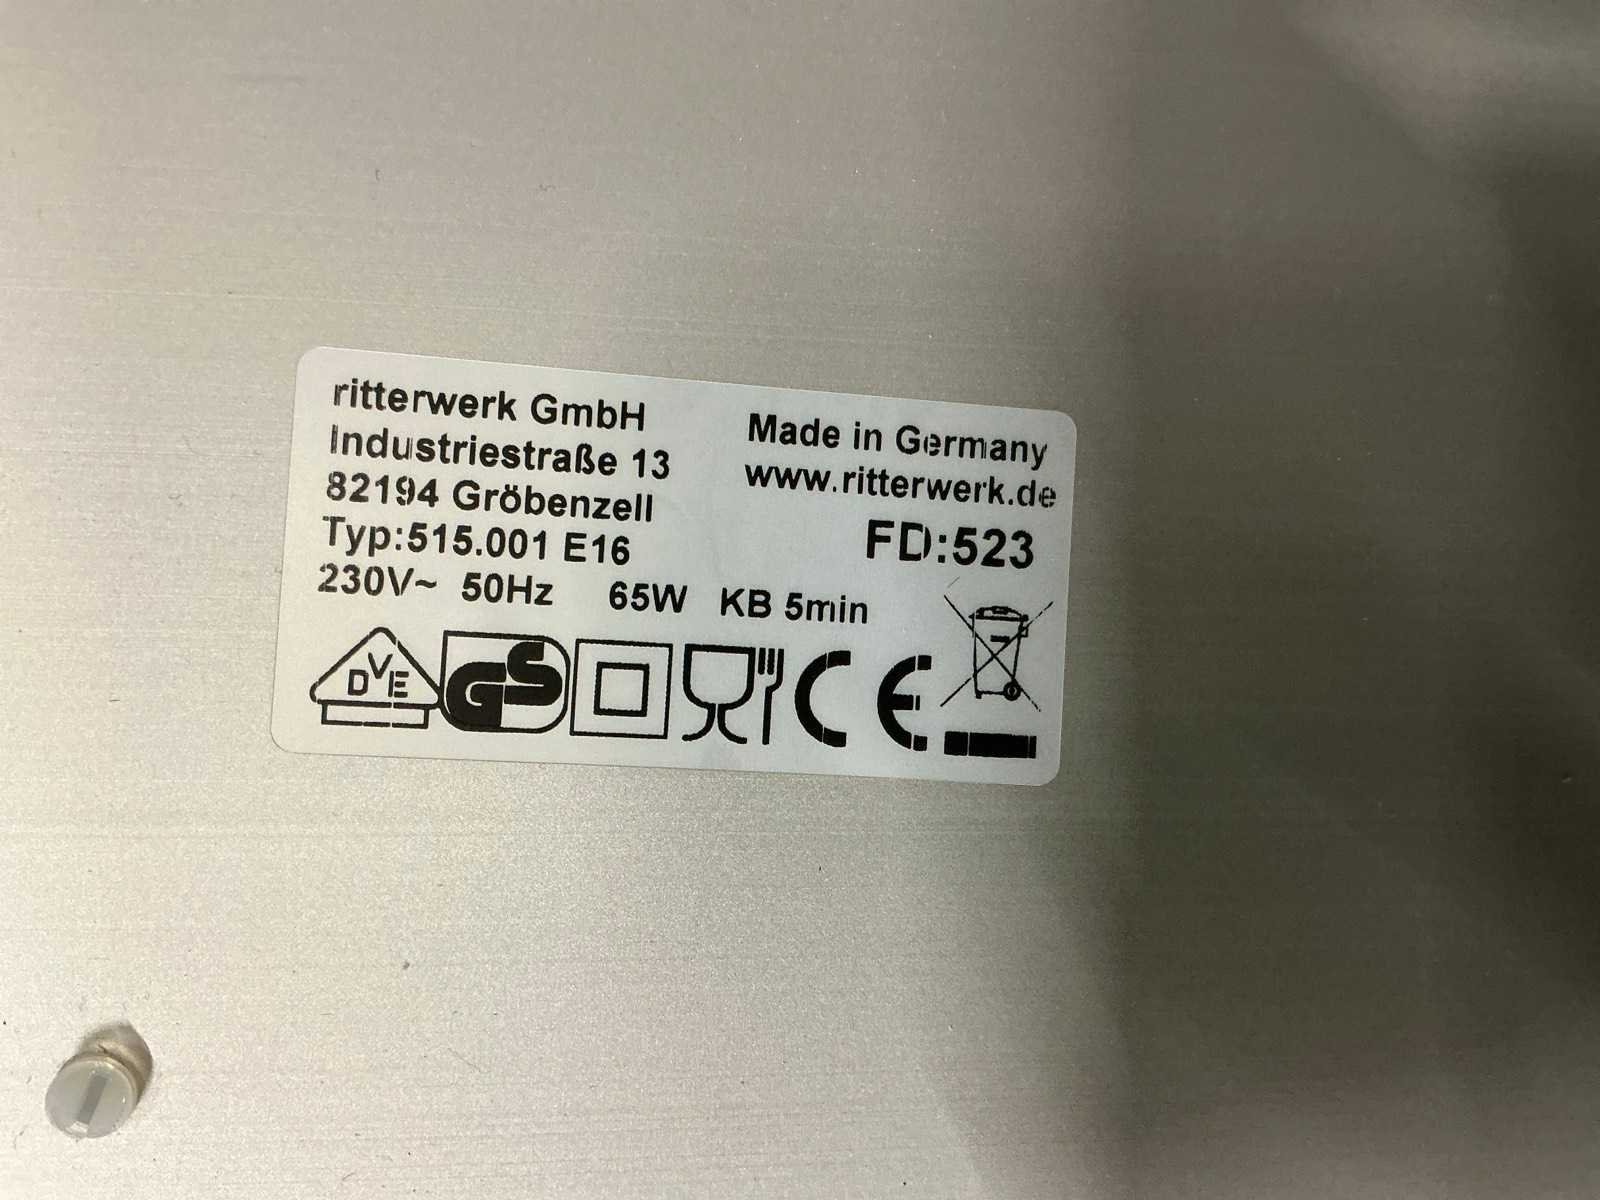 ritterwerk GmbH
Industriestraße 13
82194 Gröbenzell
Typ:515.001 E16
230V~ 50Hz 65W KB 5min
Made in Germany
www.ritterwerk.de
FD:523
DVE
GS
CE